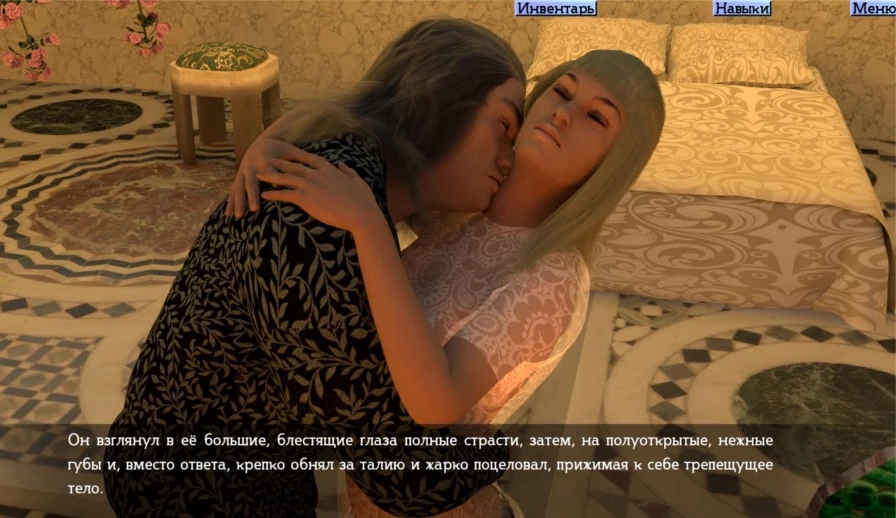 Инвентарь Навыки Меню
Он взглянул в её большие, блестящие глаза полные страсти, затем, на полуоткрытые, нежные
губы и, вместо ответа, крепко обнял за талию и жарко поцеловал, прижимая к себе трепещущее
тело.